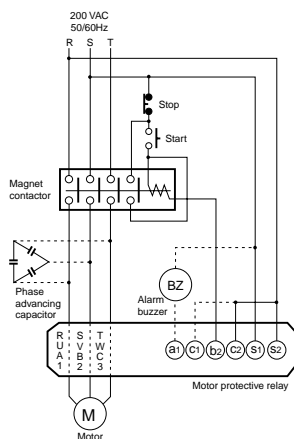 200 VAC
50/60Hz
R S T
Stop
Start
Magnet
contactor
BZ
Phase
advancing
capacitor
Alarm
buzzer
R S T
U V W
A B C
1 2 3
a1 c1 b2 c2 s1 s2
Motor protective relay
M
Motor